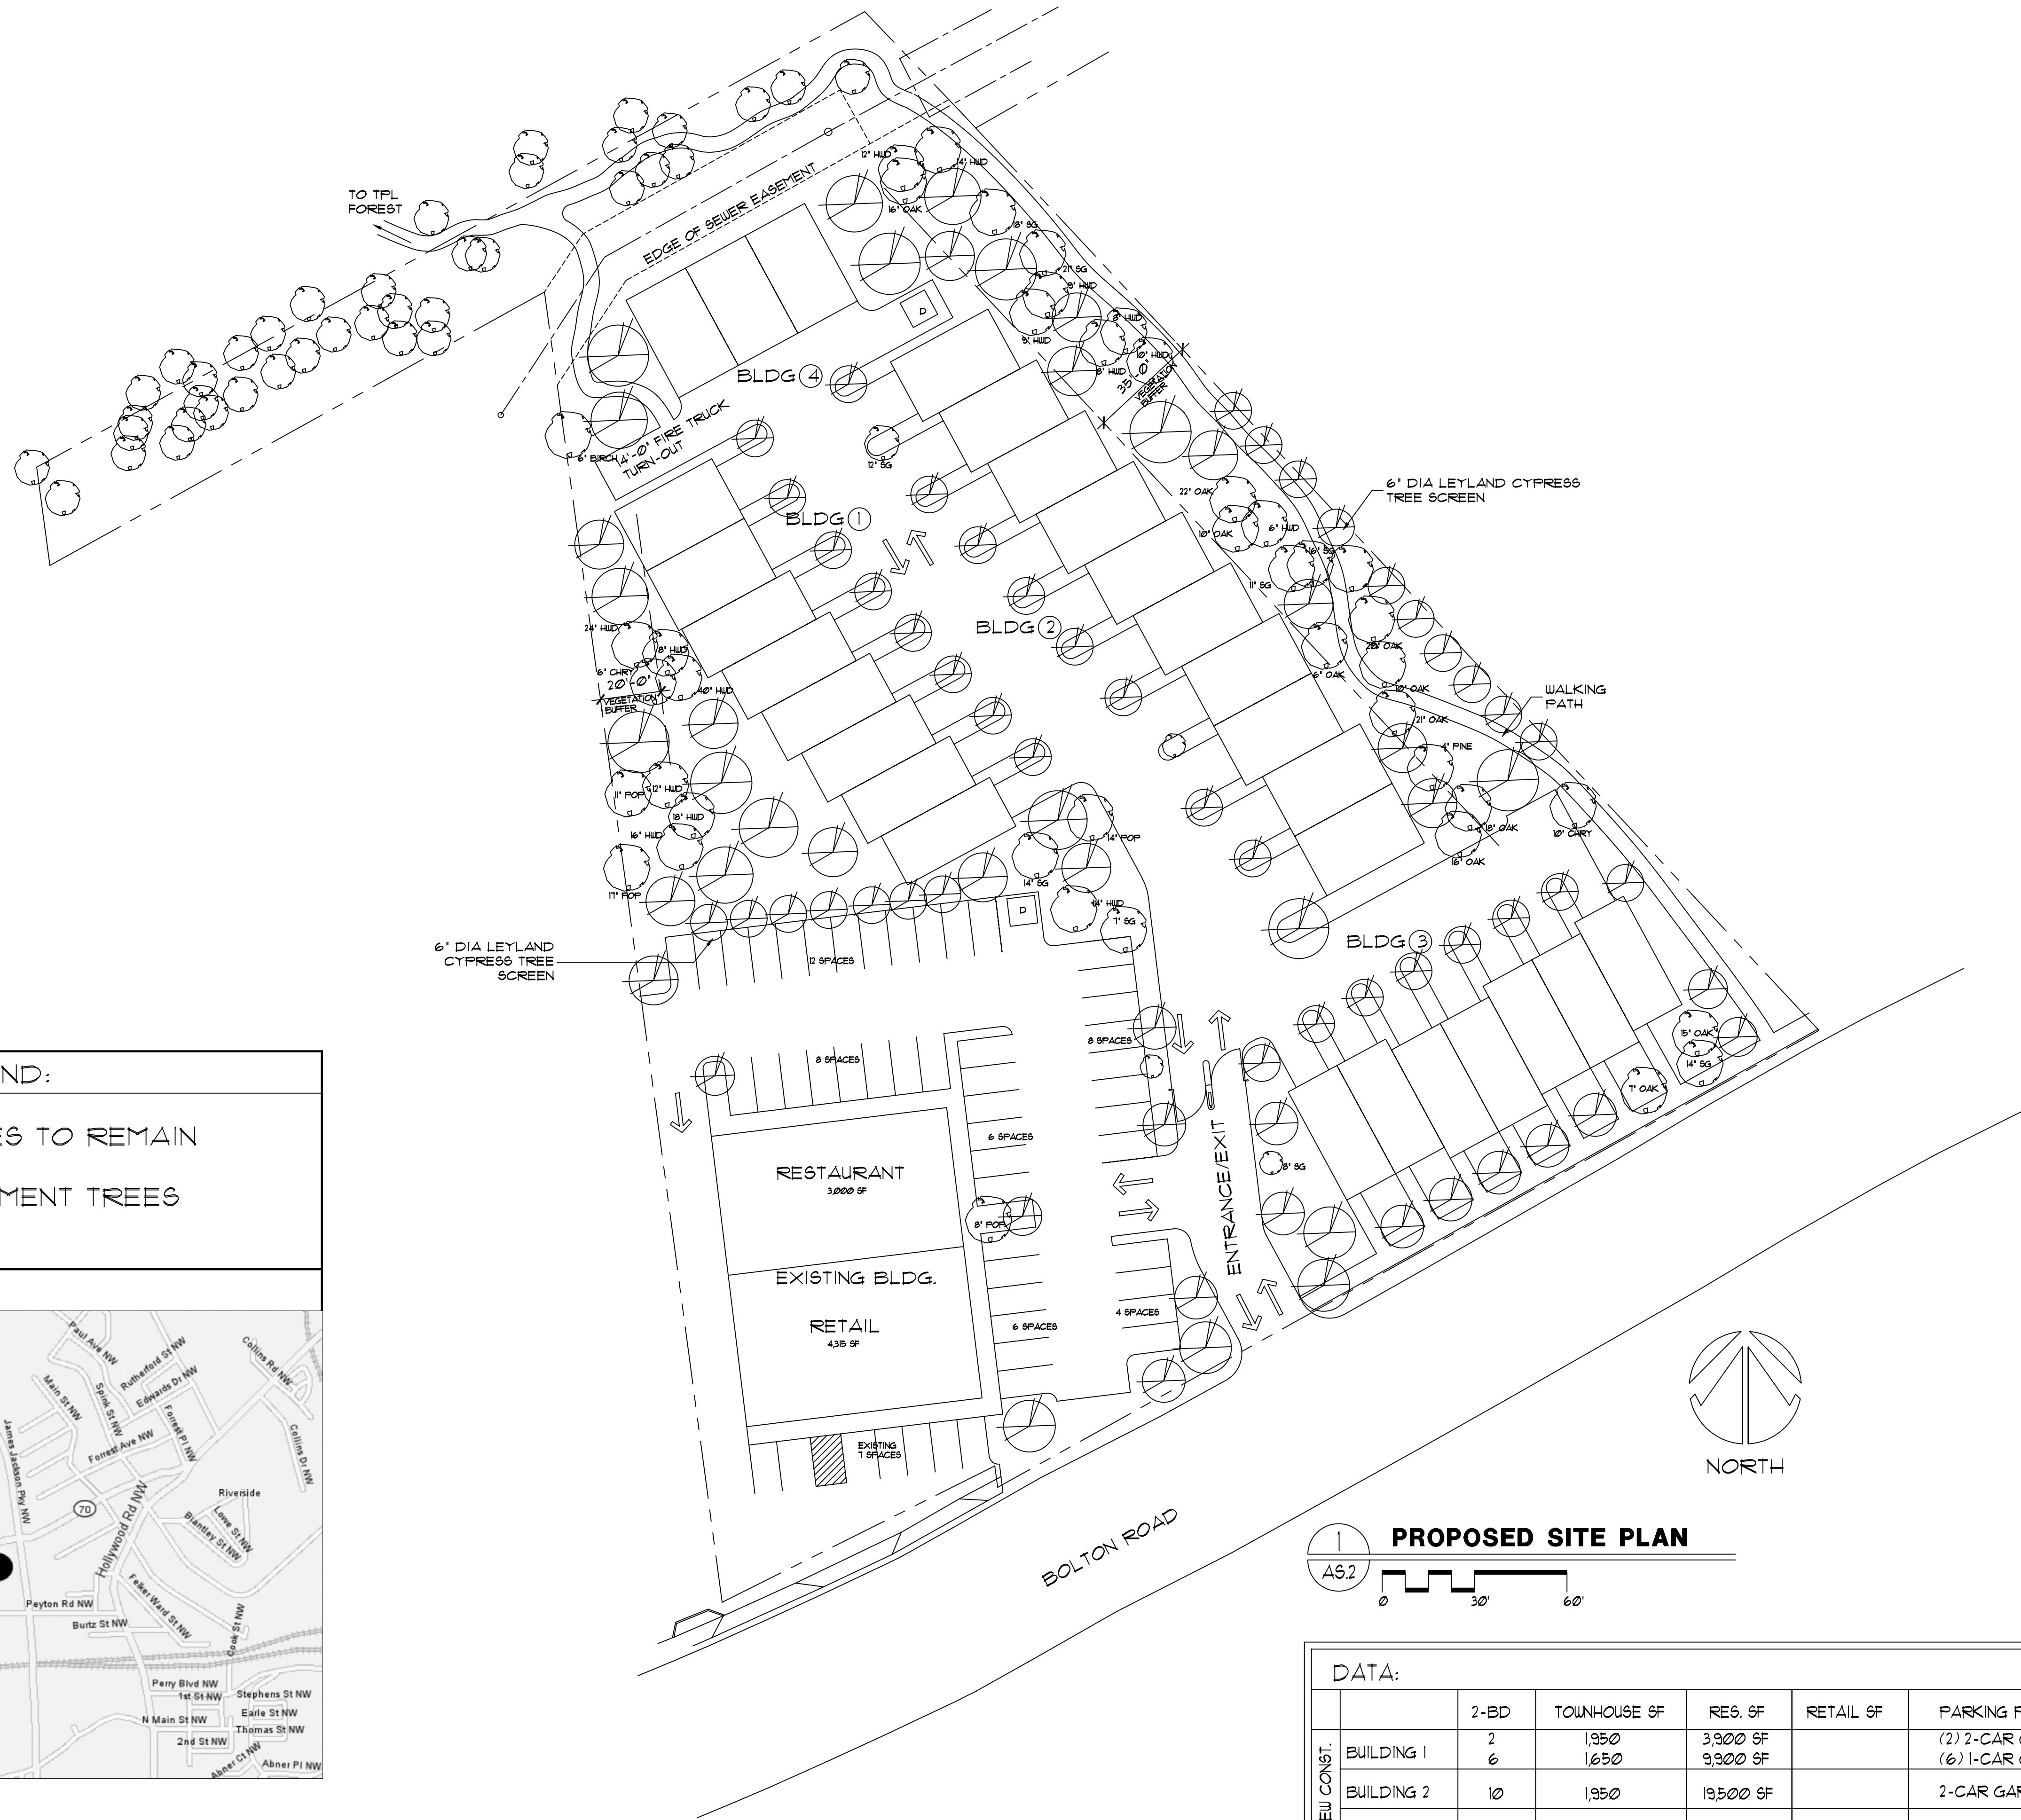 TO TPL
FOREST
EDGE OF SEWER EASEMENT
12" HWD
14" HWD
16" OAK
18" SG
21" SG
9" HWD
9" HWD
8" HWD
10" HWD
8" HWD
35'-0"
VEGETATION
BUFFER
D
BLDG 4
14'-0" FIRE TRUCK
TURN-OUT
6" BIRCH
12" SG
BLDG 1
22" OAK
10" OAK
6" HWD
16" SG
11" SG
6" DIA LEYLAND CYPRESS
TREE SCREEN
BLDG 2
24" HWD
8" HWD
6" CHRY
20'-0"
40" HWD
VEGETATION
BUFFER
6" OAK
10" OAK
21" OAK
4" PINE
WALKING
PATH
11" POP
12" HWD
18" HWD
16" HWD
17" POP
14" POP
14" SG
14" HWD
7" SG
18" OAK
16" OAK
10" CHRY
D
BLDG 3
6" DIA LEYLAND
CYPRESS TREE
SCREEN
12 SPACES
8 SPACES
8 SPACES
15" OAK
14" SG
7" OAK
6 SPACES
RESTAURANT
3,000 SF
8" POP
8" SG
ENTRANCE/EXIT
EXISTING BLDG.
RETAIL
4,315 SF
6 SPACES
4 SPACES
EXISTING
7 SPACES
BOLTON ROAD
NORTH
1
AS.2
PROPOSED SITE PLAN
0 30' 60'
ND:
ES TO REMAIN
MENT TREES
Paul Ave NW
Rutherford St NW
Collins Rd NW
Main St NW
Spink St NW
Edwards Dr NW
Forrest Pl NW
James Jackson Pky NW
Forrest Ave NW
Collins Dr NW
70
Hollywood Rd NW
Riverside
Lowe St NW
Brantley St NW
Felker Ward St NW
Peyton Rd NW
Burtz St NW
Cook St NW
Perry Blvd NW
1st St NW
Stephens St NW
Earle St NW
N Main St NW
Thomas St NW
2nd St NW
Abner Ct NW
Abner Pl NW
DATA:
2-BD TOWNHOUSE SF RES. SF RETAIL SF PARKING
EW CONST.
BUILDING 1
2 1,950 3,900 SF (2) 2-CAR
6 1,650 9,900 SF (6) 1-CAR
BUILDING 2 10 1,950 19,500 SF 2-CAR GAR